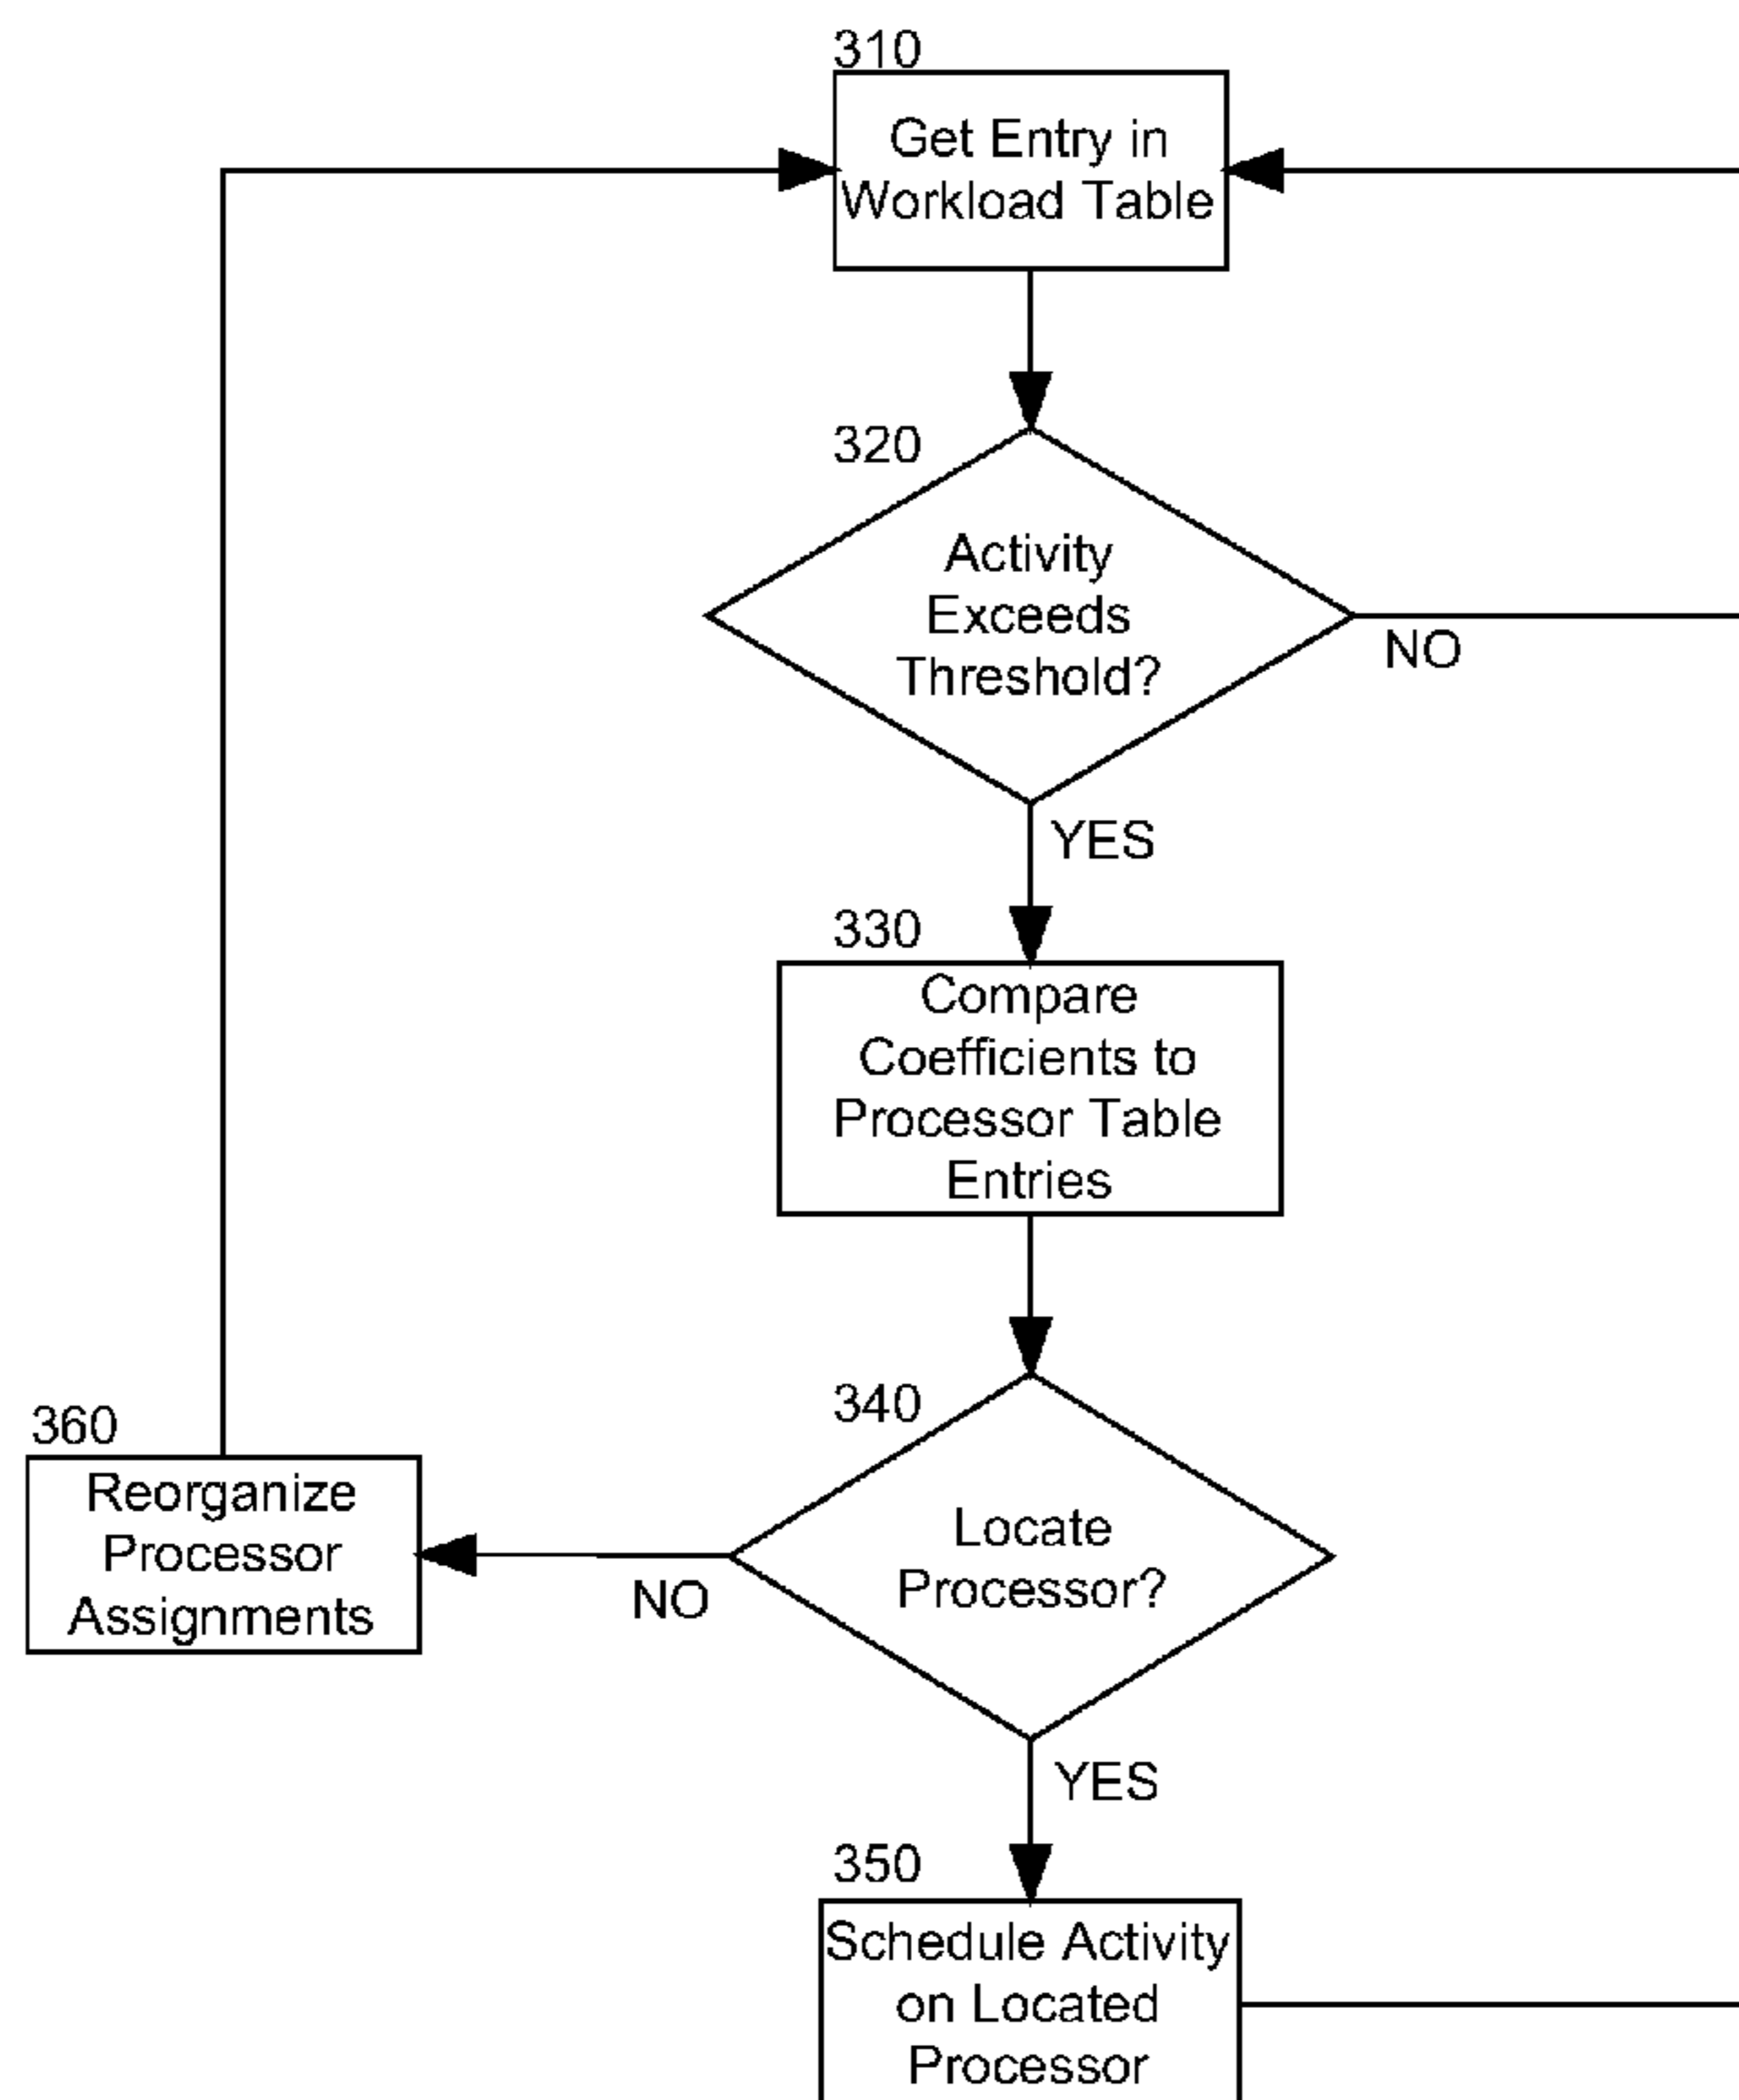 310
Get Entry in
Workload Table
320
Activity
Exceeds
Threshold?
NO
YES
330
Compare
Coefficients to
Processor Table
Entries
340
Locate
Processor?
NO
YES
360
Reorganize
Processor
Assignments
350
Schedule Activity
on Located
Processor